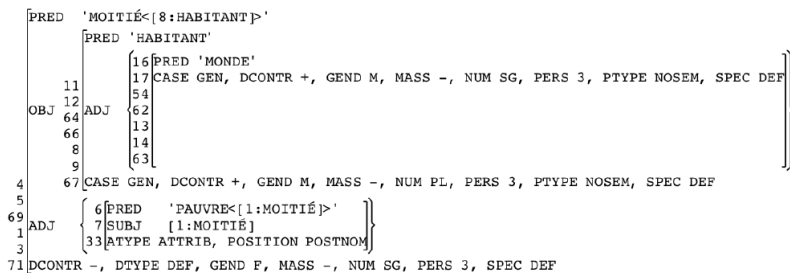 PRED 'MOITIÉ<[8:HABITANT]>'
PRED 'HABITANT'
16 PRED 'MONDE'
17 CASE GEN, DCONTR +, GEND M, MASS -, NUM SG, PERS 3, PTYPE NOSEM, SPEC DEF
11
54
12
OBJ 64 ADJ 62
66
13
8
14
9
63
67 CASE GEN, DCONTR +, GEND M, MASS -, NUM PL, PERS 3, PTYPE NOSEM, SPEC DEF
4
5
6 PRED 'PAUVRE<[1:MOITIÉ]>'
69
ADJ 7 SUBJ [1:MOITIÉ]
1
3
33 ATYPE ATTRIB, POSITION POSTNOM
71 DCONTR -, DTYPE DEF, GEND F, MASS -, NUM SG, PERS 3, SPEC DEF